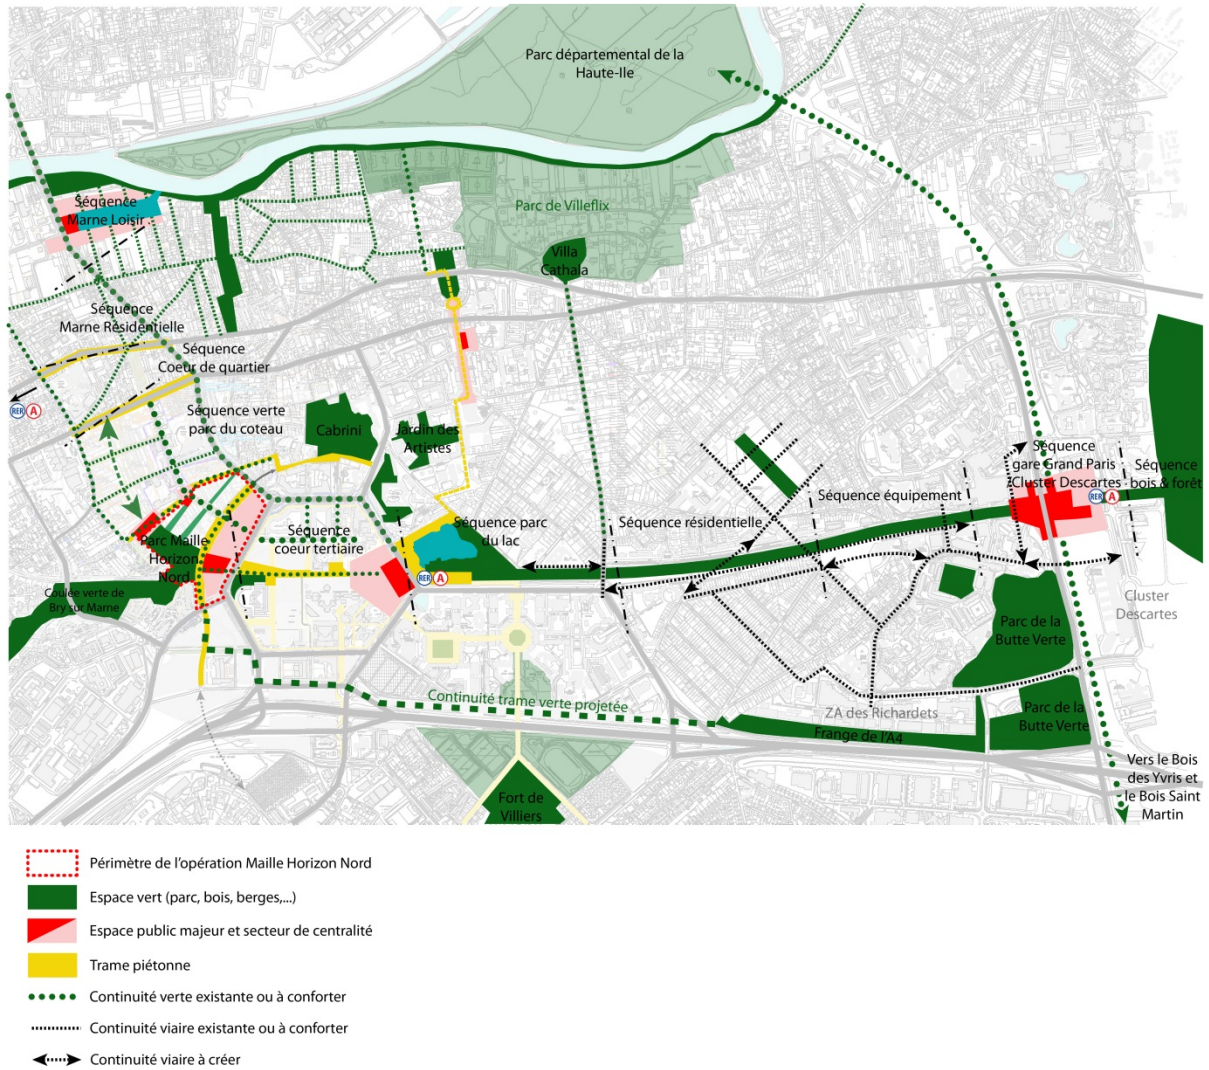 Parc départemental de la
Haute-Ile
Séquence
Marne Loisir
Parc de Villeflix
Villa
Cathala
Séquence
Marne Résidentielle
Séquence
Coeur de quartier
RER A
Séquence verte
parc du coteau
Cabrini
Jardin des
Artistes
Séquence
gare Grand Paris
Cluster Descartes
Séquence
bois & forêt
RER A
Séquence équipement
Séquence résidentielle
Séquence parc
du lac
Séquence
coeur tertiaire
Parc Maille
Horizon
Nord
RER A
Coulée verte de
Bry sur Marne
Cluster
Descartes
Parc de la
Butte Verte
Continuité trame verte projetée
ZA des Richardets
Parc de la
Butte Verte
Frange de l'A4
Fort de
Villiers
Vers le Bois
des Yvris et
le Bois Saint
Martin
Périmètre de l'opération Maille Horizon Nord
Espace vert (parc, bois, berges,...)
Espace public majeur et secteur de centralité
Trame piétonne
Continuité verte existante ou à conforter
Continuité viaire existante ou à conforter
Continuité viaire à créer